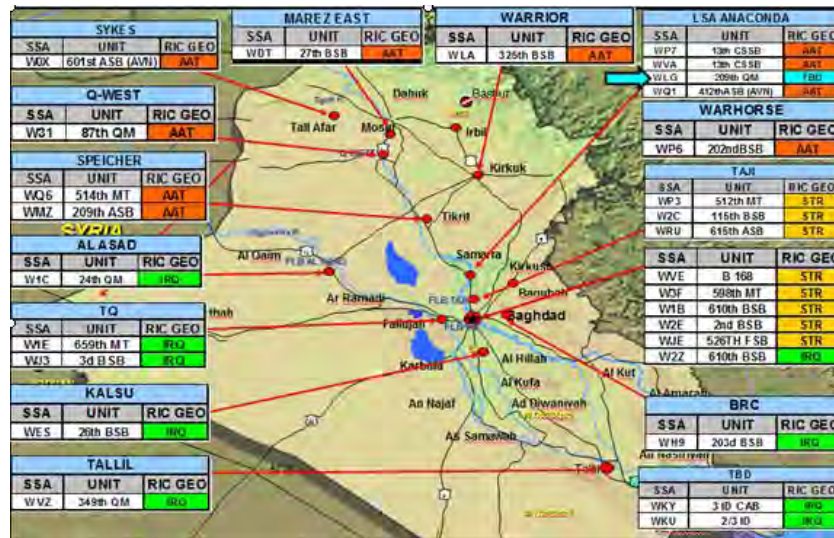 SYKES
SSA UNIT RIC GEO
W0X 601st ASB (AVN) AAT
MAREZ EAST
SSA UNIT RIC GEO
W0T 27th BSB AAT
WARRIOR
SSA UNIT RIC GEO
WLA 325th BSB AAT
LSA ANACONDA
SSA UNIT RIC GEO
WP7 13th CSSB AAT
WVA 13th CSSB AAT
WLG 209th QM TBD
WQ1 412thASB (AVN) AAT
Q-WEST
SSA UNIT RIC GEO
W31 87th QM AAT
WARHORSE
SSA UNIT RIC GEO
WP6 202ndBSB AAT
SPEICHER
SSA UNIT RIC GEO
WQ6 514th MT AAT
WMZ 209th ASB AAT
TAJI
SSA UNIT RIC GEO
WP3 512th MT STR
W2C 115th BSB STR
WRU 615th ASB STR
AL ASAD
SSA UNIT RIC GEO
W1C 24th QM IRQ
SSA UNIT RIC GEO
WVE B 168 STR
W3F 598th MT STR
W1B 610th BSB STR
W2E 2nd BSB STR
WJE 526TH FSB STR
W2Z 610th BSB IRQ
TQ
SSA UNIT RIC GEO
W1E 659th MT IRQ
WJ3 3d BSB IRQ
KALSU
SSA UNIT RIC GEO
WES 26th BSB IRQ
BRC
SSA UNIT RIC GEO
WH9 203d BSB IRQ
TALLIL
SSA UNIT RIC GEO
WVZ 349th QM IRQ
TBD
SSA UNIT RIC GEO
WKY 3 ID CAB IRQ
WKU 2/3 ID IRQ
Dahuk
Tall Afar
Mosul
Irbil
Kirkuk
SYRIA
Tikrit
Al Qaim
Samarra
Ar Ramadi
Fallujah
Baghdad
Karbala
Al Hillah
Al Kut
Al Kufa
An Najaf
Ad Diwaniyah
As Samawah